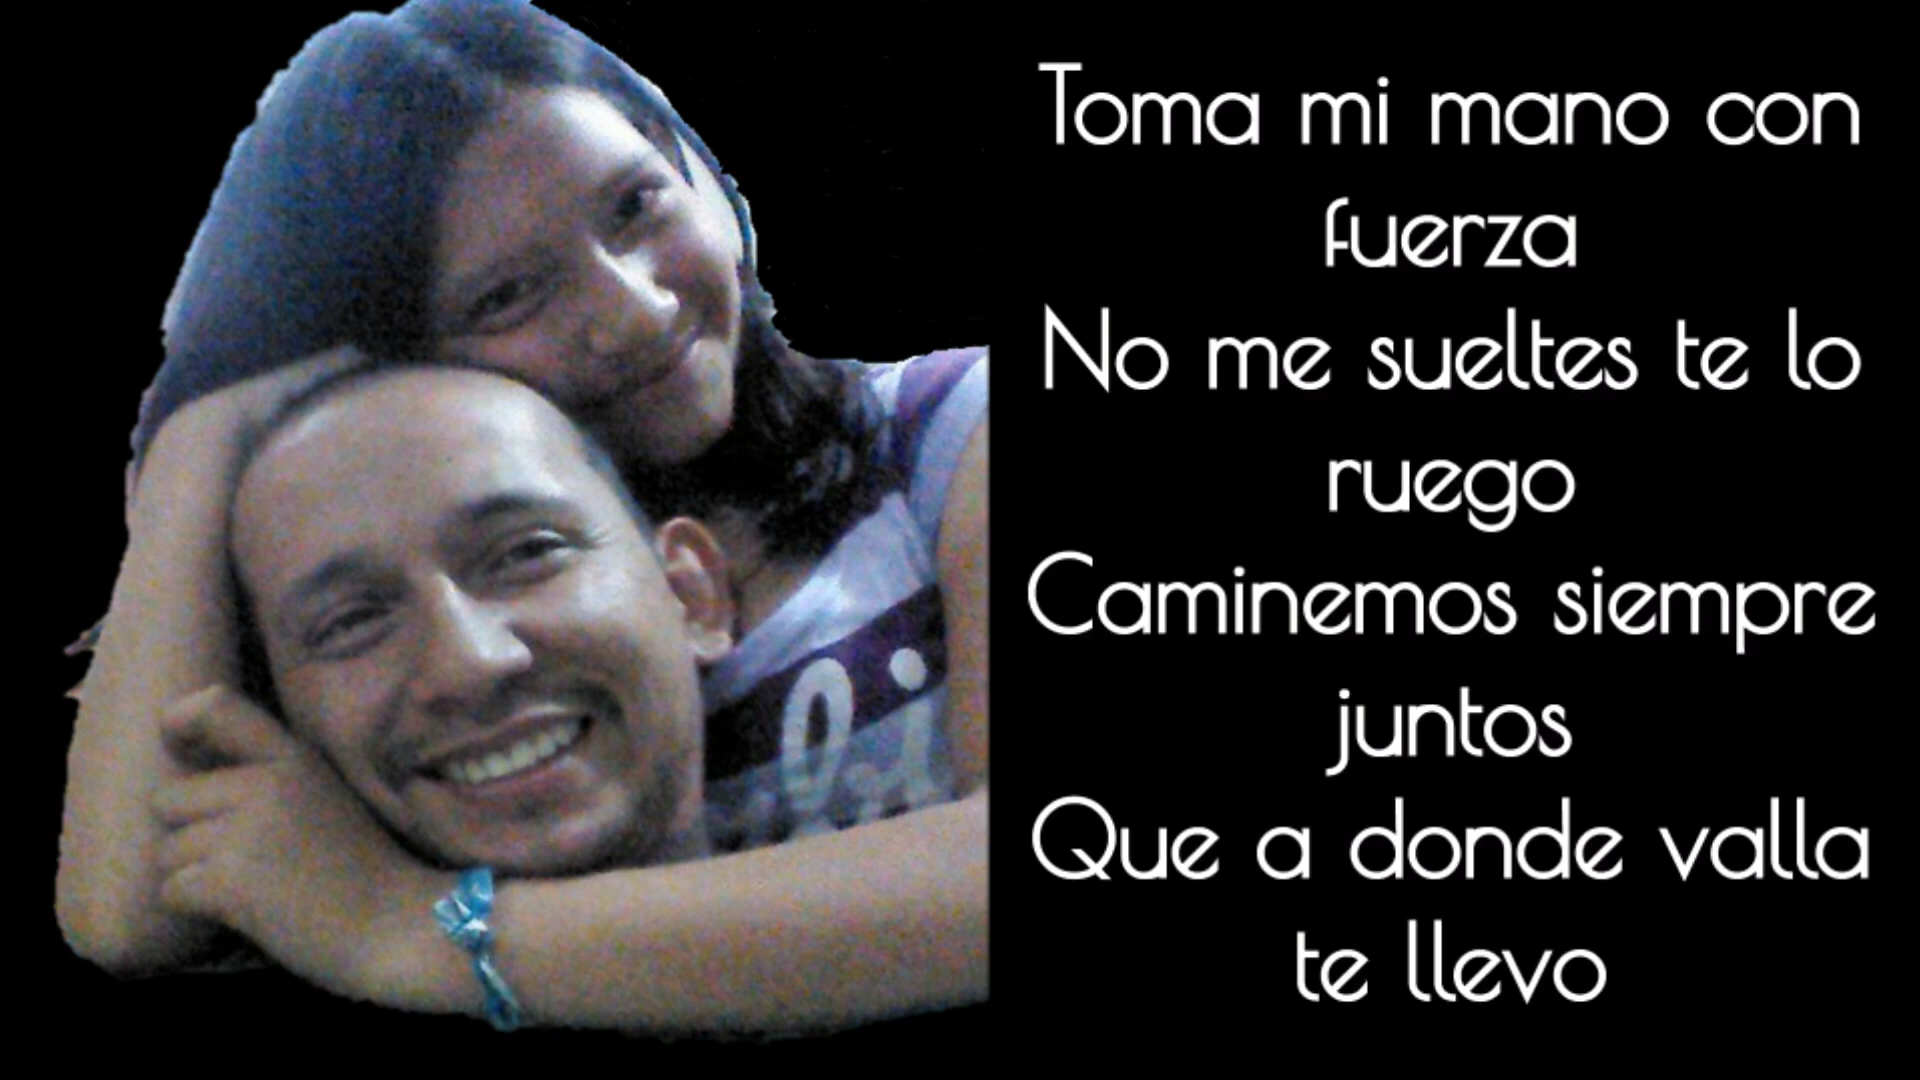 Toma mi mano con
fuerza
No me sueltes te lo
ruego
Caminemos siempre
juntos
Que a donde valla
te llevo